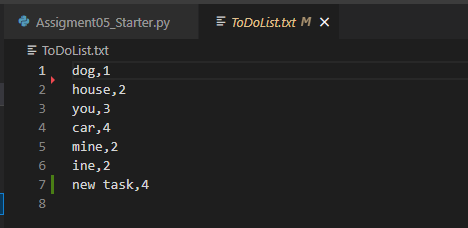 Assigment05_Starter.py ToDoList.txt M ×
ToDoList.txt
1 dog,1
2 house,2
3 you,3
4 car,4
5 mine,2
6 ine,2
7 new task,4
8